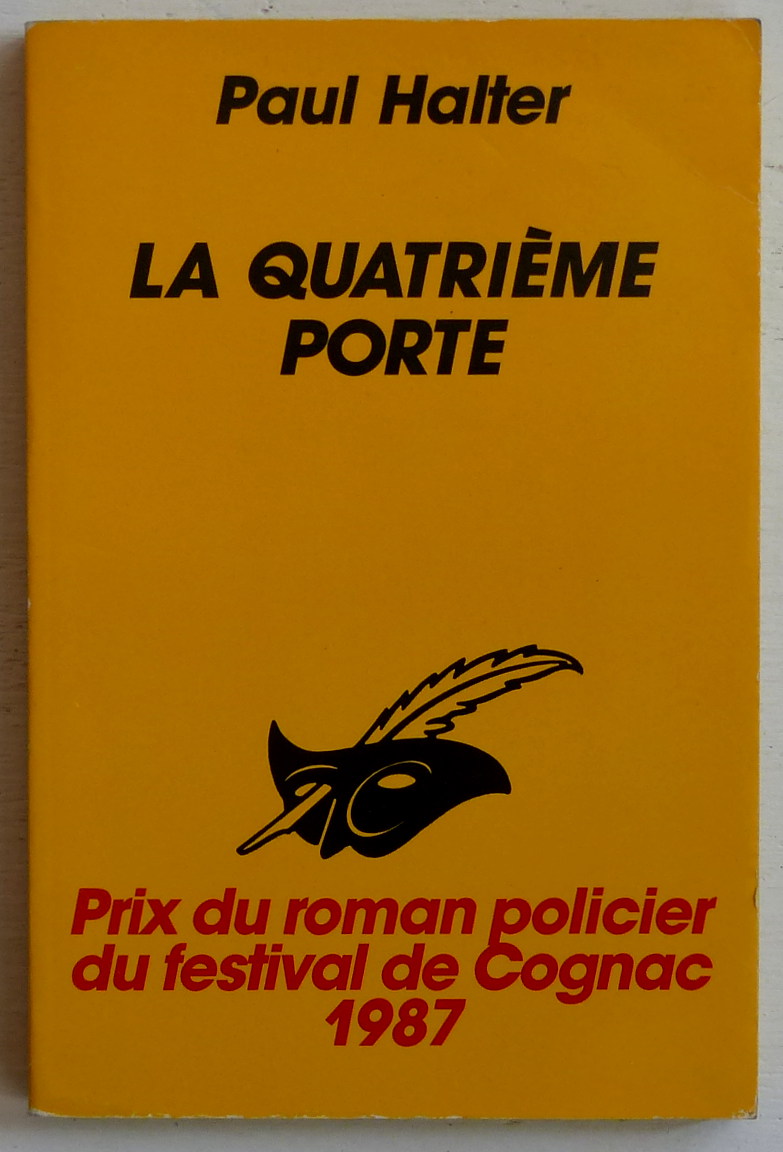 Paul Halter
LA QUATRIÈME
PORTE
Prix du roman policier
du festival de Cognac
1987